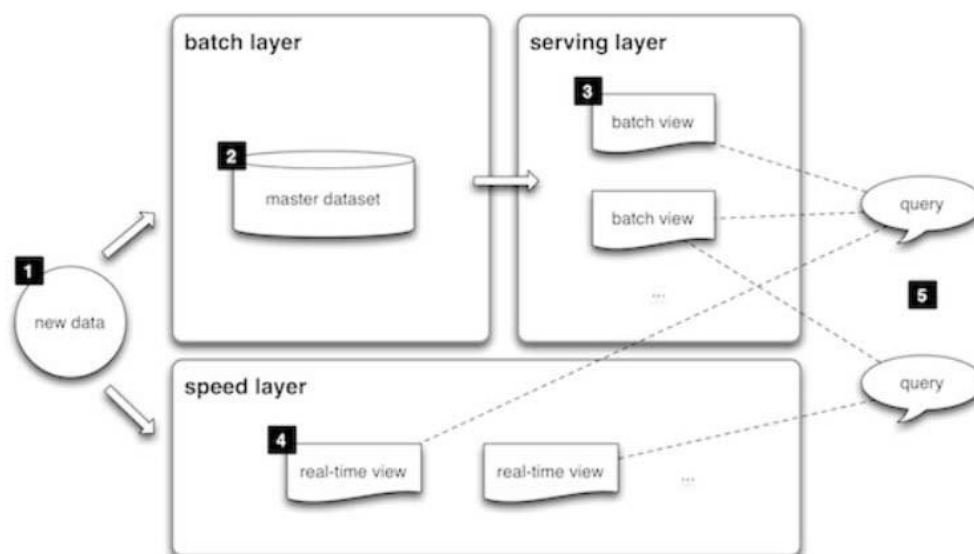 batch layer
serving layer
3
batch view
2
master dataset
query
batch view
1
...
5
new data
speed layer
query
4
real-time view
real-time view
...